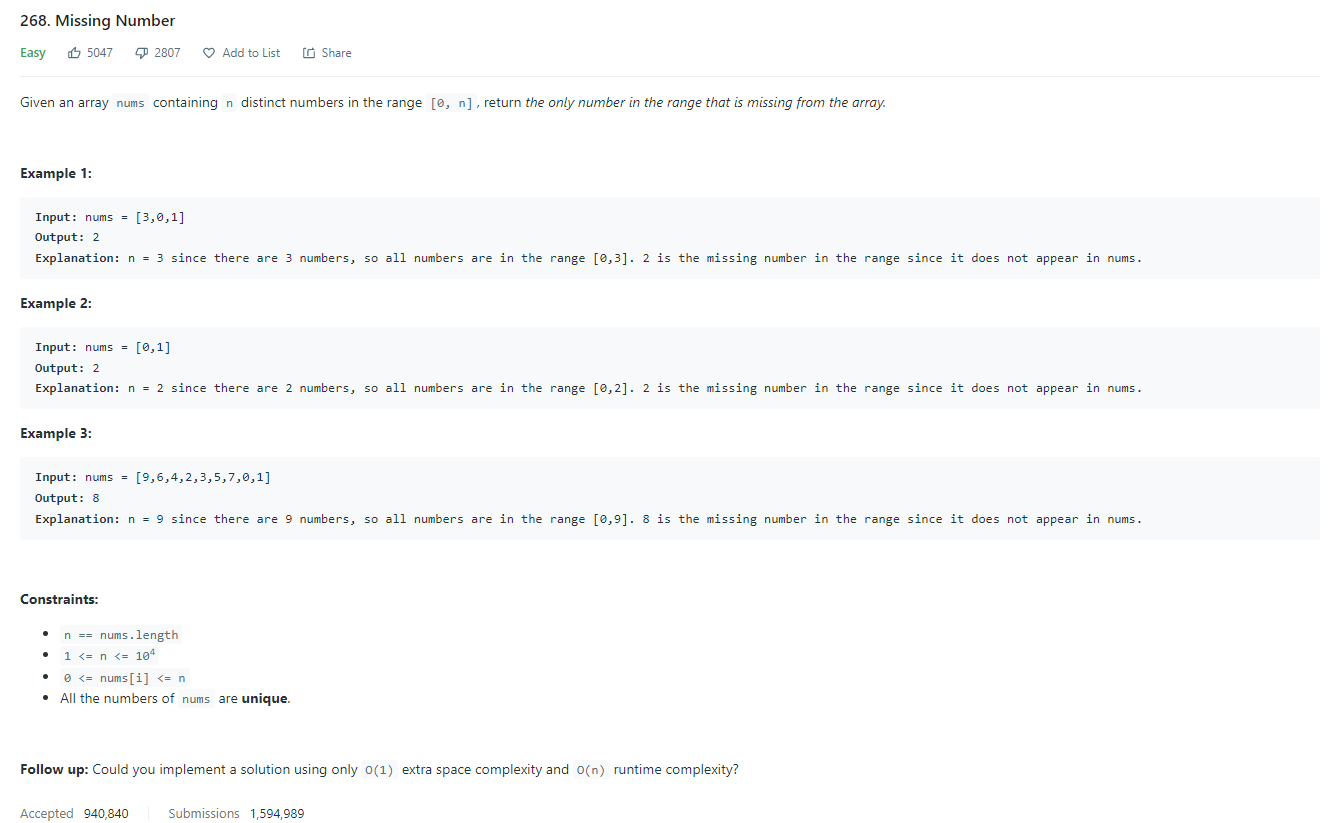 268. Missing Number
Easy 5047 2807 Add to List Share
Given an array nums containing n distinct numbers in the range [0, n], return the only number in the range that is missing from the array.
Example 1:
Input: nums = [3,0,1]
Output: 2
Explanation: n = 3 since there are 3 numbers, so all numbers are in the range [0,3]. 2 is the missing number in the range since it does not appear in nums.
Example 2:
Input: nums = [0,1]
Output: 2
Explanation: n = 2 since there are 2 numbers, so all numbers are in the range [0,2]. 2 is the missing number in the range since it does not appear in nums.
Example 3:
Input: nums = [9,6,4,2,3,5,7,0,1]
Output: 8
Explanation: n = 9 since there are 9 numbers, so all numbers are in the range [0,9]. 8 is the missing number in the range since it does not appear in nums.
Constraints:
• n == nums.length
• 1 <= n <= 10⁴
• 0 <= nums[i] <= n
• All the numbers of nums are unique.
Follow up: Could you implement a solution using only O(1) extra space complexity and O(n) runtime complexity?
Accepted 940,840 Submissions 1,594,989